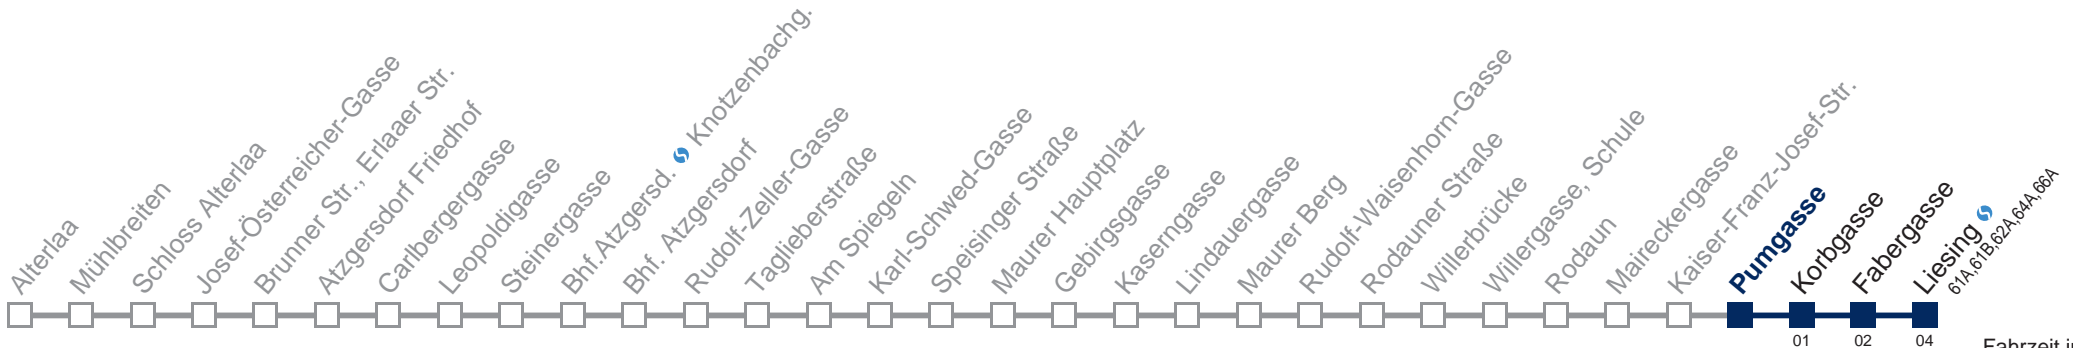 Alterlaa
Mühlbreiten
Schloss Alterlaa
Josef-Österreicher-Gasse
Brunner Str., Erlaaer Str.
Atzgersdorf Friedhof
Carlbergergasse
Leopoldigasse
Steinergasse
Bhf.Atzgersd. Knotzenbachg.
Bhf. Atzgersdorf
Rudolf-Zeller-Gasse
Taglieberstraße
Am Spiegeln
Karl-Schwed-Gasse
Speisinger Straße
Maurer Hauptplatz
Gebirgsgasse
Kaserngasse
Lindauergasse
Maurer Berg
Rudolf-Waisenhorn-Gasse
Rodauner Straße
Willerbrücke
Willergasse, Schule
Rodaun
Maireckergasse
Kaiser-Franz-Josef-Str.
Pumgasse
Korbgasse
Fabergasse
Liesing
61A,61B,62A,64A,66A
01 02 04
Fahrzeit